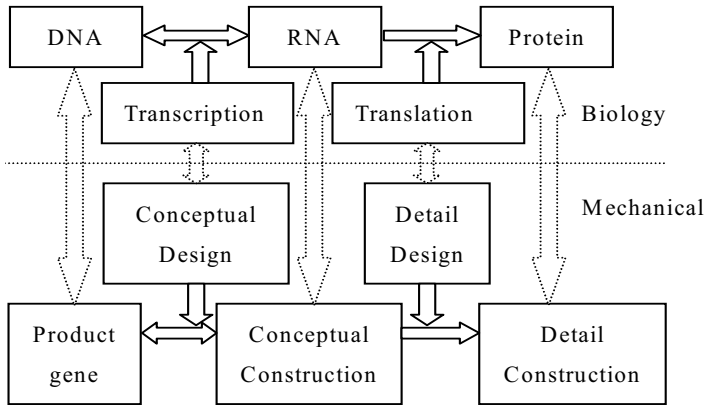 DNA
RNA
Protein
Transcription
Translation
Biology
Conceptual
Design
Detail
Design
Mechanical
Product
gene
Conceptual
Construction
Detail
Construction